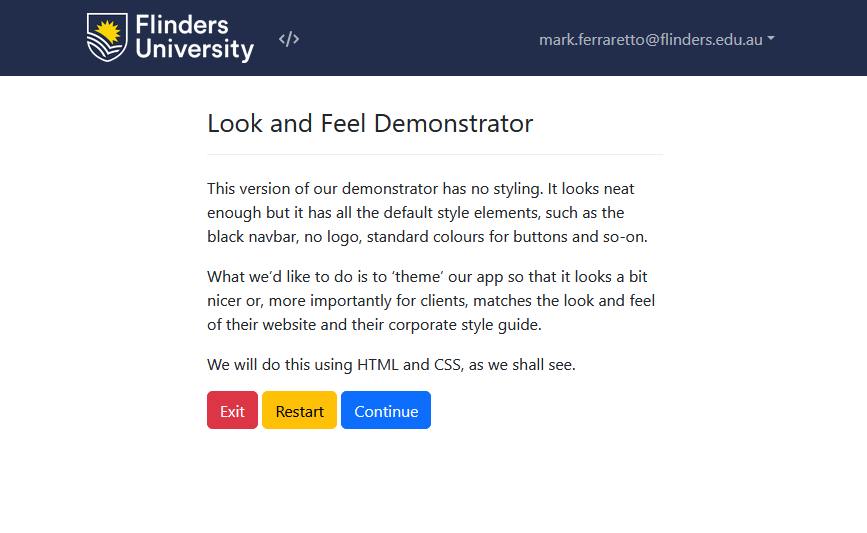 Flinders
University
</>
mark.ferraretto@flinders.edu.au
Look and Feel Demonstrator
This version of our demonstrator has no styling. It looks neat
enough but it has all the default style elements, such as the
black navbar, no logo, standard colours for buttons and so-on.
What we’d like to do is to ‘theme’ our app so that it looks a bit
nicer or, more importantly for clients, matches the look and feel
of their website and their corporate style guide.
We will do this using HTML and CSS, as we shall see.
Exit Restart Continue